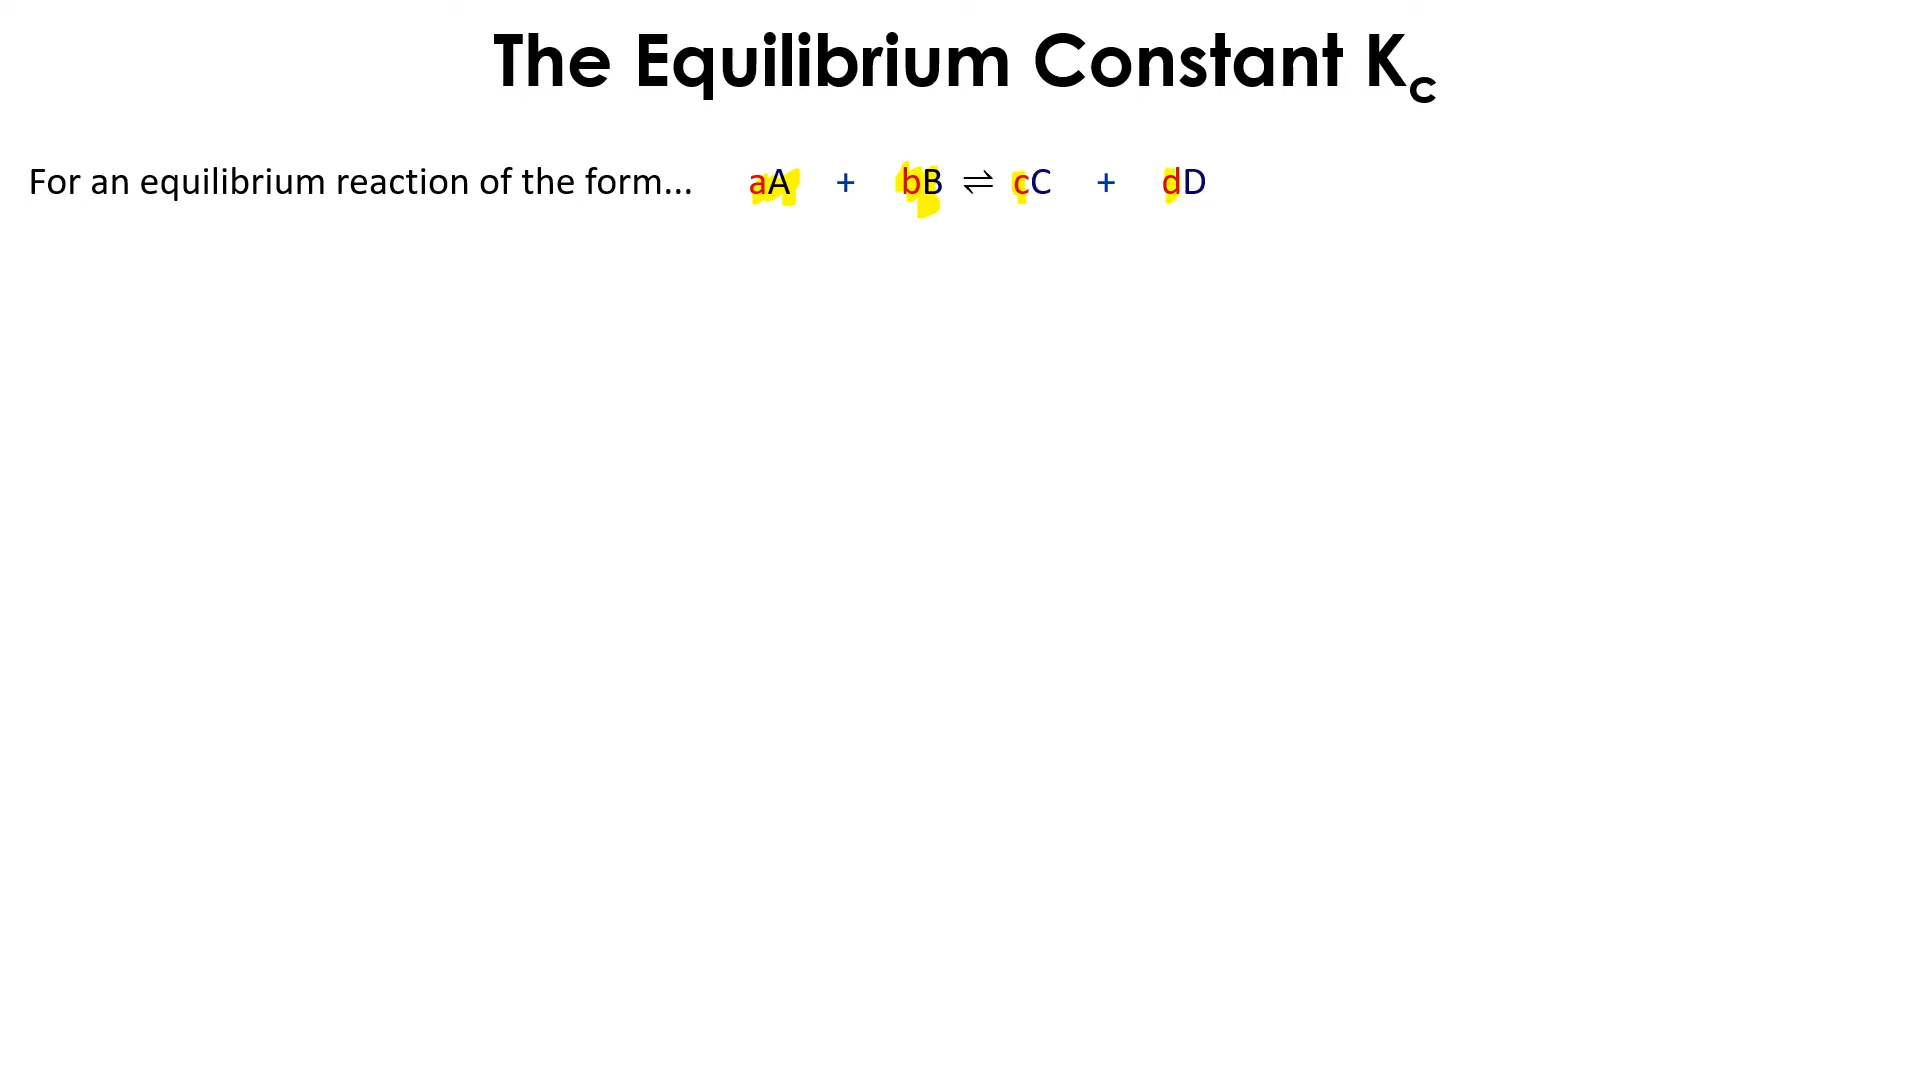 The Equilibrium Constant Kc
For an equilibrium reaction of the form... aA + bB ⇌ cC + dD